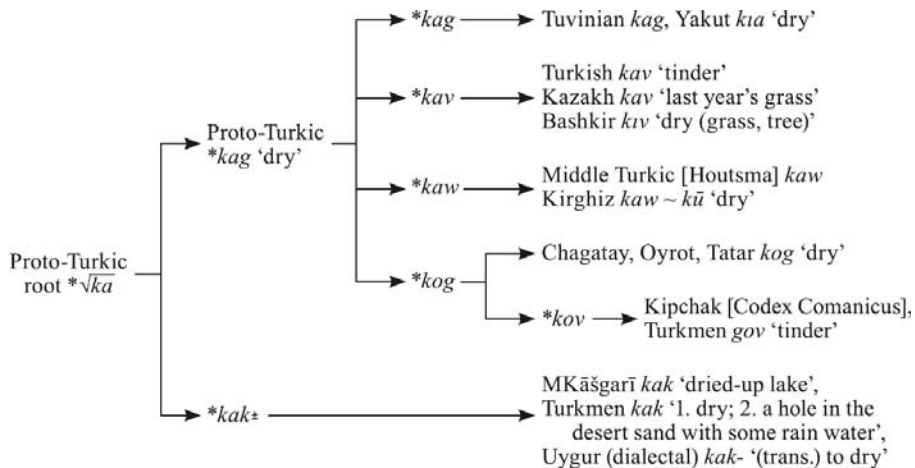 *kag
Tuvinian kag, Yakut kıa ‘dry’
Turkish kav ‘tinder’
*kav
Kazakh kav ‘last year’s grass’
Bashkir kıv ‘dry (grass, tree)’
Proto-Turkic
*kag ‘dry’
*kaw
Middle Turkic [Houtsma] kaw
Kirghiz kaw ~ kū ‘dry’
Proto-Turkic
root *√ka
*kog
Chagatay, Oyrot, Tatar kog ‘dry’
*kov
Kipchak [Codex Comanicus],
Turkmen gov ‘tinder’
*kak±
MKāšgarī kak ‘dried-up lake’,
Turkmen kak ‘1. dry; 2. a hole in the
desert sand with some rain water’,
Uygur (dialectal) kak- ‘(trans.) to dry’